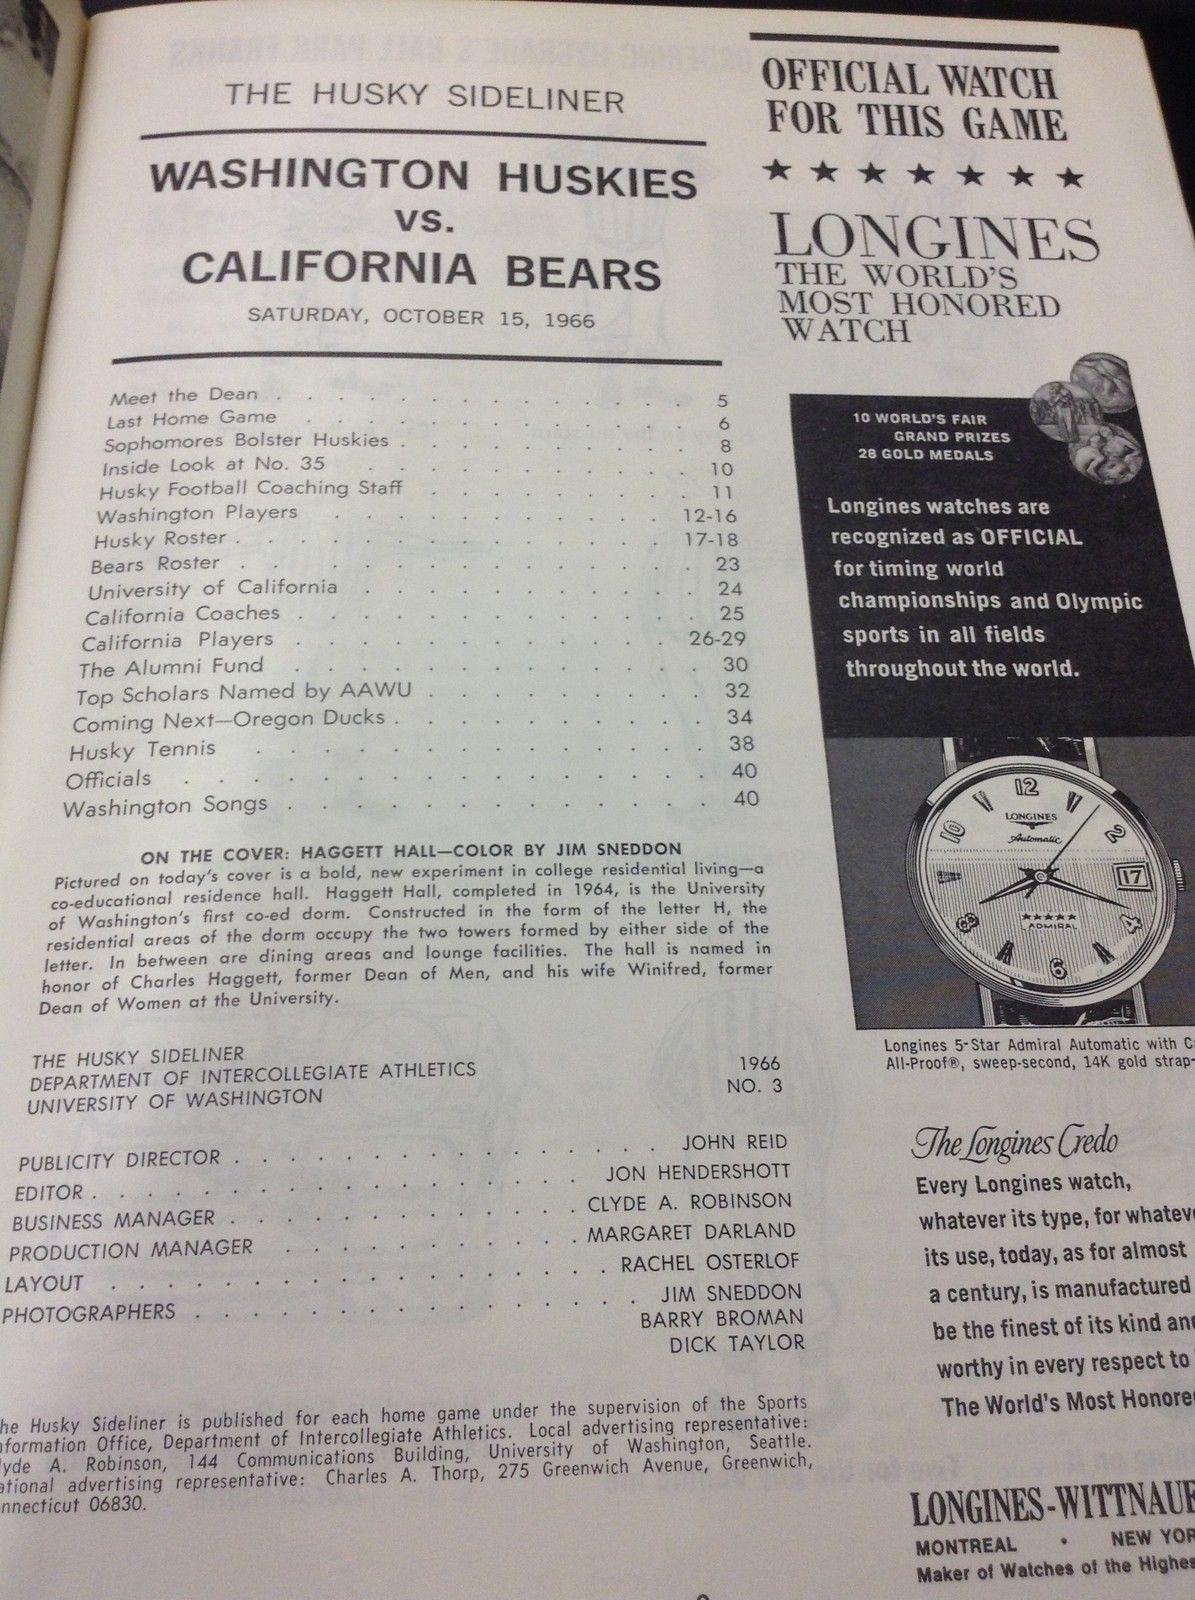 THE HUSKY SIDELINER
WASHINGTON HUSKIES
VS.
CALIFORNIA BEARS
SATURDAY, OCTOBER 15, 1966
Meet the Dean . . . . . . . . . . . . . . . . 5
Last Home Game . . . . . . . . . . . . . . . 6
Sophomores Bolster Huskies . . . . . . . . . . . 8
Inside Look at No. 35 . . . . . . . . . . . . . 10
Husky Football Coaching Staff . . . . . . . . . . 11
Washington Players . . . . . . . . . . . . . 12-16
Husky Roster . . . . . . . . . . . . . . . . 17-18
Bears Roster . . . . . . . . . . . . . . . . 23
University of California . . . . . . . . . . . . 24
California Coaches . . . . . . . . . . . . . . 25
California Players . . . . . . . . . . . . . 26-29
The Alumni Fund . . . . . . . . . . . . . . 30
Top Scholars Named by AAWU . . . . . . . . . . 32
Coming Next—Oregon Ducks . . . . . . . . . . . 34
Husky Tennis . . . . . . . . . . . . . . . . 38
Officials . . . . . . . . . . . . . . . . . 40
Washington Songs . . . . . . . . . . . . . . 40
ON THE COVER: HAGGETT HALL—COLOR BY JIM SNEDDON
Pictured on today's cover is a bold, new experiment in college residential living—a
co-educational residence hall. Haggett Hall, completed in 1964, is the University
of Washington's first co-ed dorm. Constructed in the form of the letter H, the
residential areas of the dorm occupy the two towers formed by either side of the
letter. In between are dining areas and lounge facilities. The hall is named in
honor of Charles Haggett, former Dean of Men, and his wife Winifred, former
Dean of Women at the University.
THE HUSKY SIDELINER
DEPARTMENT OF INTERCOLLEGIATE ATHLETICS
UNIVERSITY OF WASHINGTON
1966
NO. 3
PUBLICITY DIRECTOR . . . . . . . . . . . . . . . JOHN REID
EDITOR . . . . . . . . . . . . . . . . . JON HENDERSHOTT
BUSINESS MANAGER . . . . . . . . . . . . . CLYDE A. ROBINSON
PRODUCTION MANAGER . . . . . . . . . . . MARGARET DARLAND
LAYOUT . . . . . . . . . . . . . . . . . RACHEL OSTERLOF
PHOTOGRAPHERS . . . . . . . . . . . . . . . JIM SNEDDON
BARRY BROMAN
DICK TAYLOR
he Husky Sideliner is published for each home game under the supervision of the Sports
nformation Office, Department of Intercollegiate Athletics. Local advertising representative:
lyde A. Robinson, 144 Communications Building, University of Washington, Seattle.
ational advertising representative: Charles A. Thorp, 275 Greenwich Avenue, Greenwich,
nnecticut 06830.
OFFICIAL WATCH
FOR THIS GAME
★ ★ ★ ★ ★ ★ ★
LONGINES
THE WORLD'S
MOST HONORED
WATCH
10 WORLD'S FAIR
GRAND PRIZES
28 GOLD MEDALS
Longines watches are
recognized as OFFICIAL
for timing world
championships and Olympic
sports in all fields
throughout the world.
12
2
10
LONGINES
Automatic
17
8
4
★★★★★
ADMIRAL
6
Longines 5-Star Admiral Automatic with C
All-Proof®, sweep-second, 14K gold strap-
The Longines Credo
Every Longines watch,
whatever its type, for whatev
its use, today, as for almost
a century, is manufactured
be the finest of its kind and
worthy in every respect to
The World's Most Honore
LONGINES-WITTNAU
MONTREAL • NEW YOR
Maker of Watches of the Highes